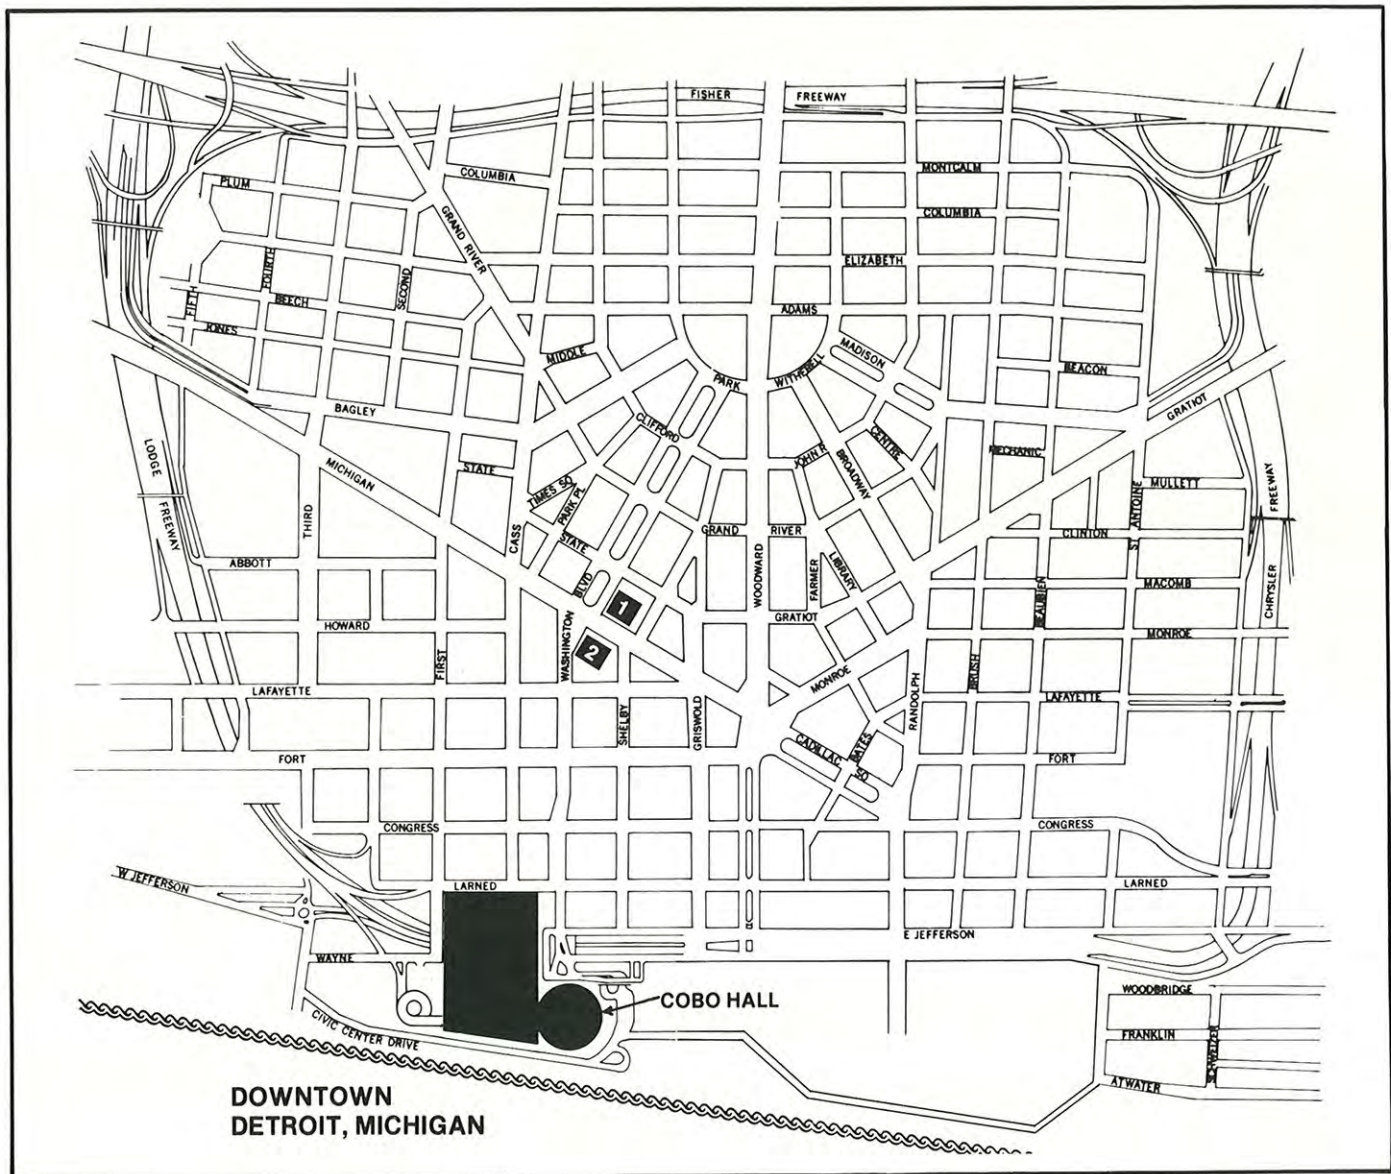 FISHER FREEWAY
COLUMBIA
MONTCALM
PLUM
COLUMBIA
GRAND RIVER
ELIZABETH
FOURTH
SECOND
FIFTH
BEECH
ADAMS
JONES
MIDDLE
MADISON
WITHERELL
PARK
BEACON
BAGLEY
GRATIOT
CLIFFORD
CENTRE
JOHN R
BROADWAY
MECHANIC
LODGE FREEWAY
MICHIGAN
STATE
TIMES SQ
PARK PL
ST. ANTOINE
MULLETT
FREEWAY
THIRD
CASS
STATE
GRAND RIVER
CLINTON
ABBOTT
BLVD
WOODWARD
FARMER
LIBRARY
BEAUBIEN
MACOMB
CHRYSLER
1
HOWARD
GRATIOT
MONROE
WASHINGTON
2
FIRST
MONROE
BRUSH
LAFAYETTE
RANDOLPH
LAFAYETTE
SHELBY
GRISWOLD
CADILLAC SQ
BATES
FORT
FORT
CONGRESS
CONGRESS
W JEFFERSON
LARNED
LARNED
E JEFFERSON
WAYNE
WOODBRIDGE
COBO HALL
CIVIC CENTER DRIVE
FRANKLIN
SCHWEIZER
ATWATER
DOWNTOWN
DETROIT, MICHIGAN